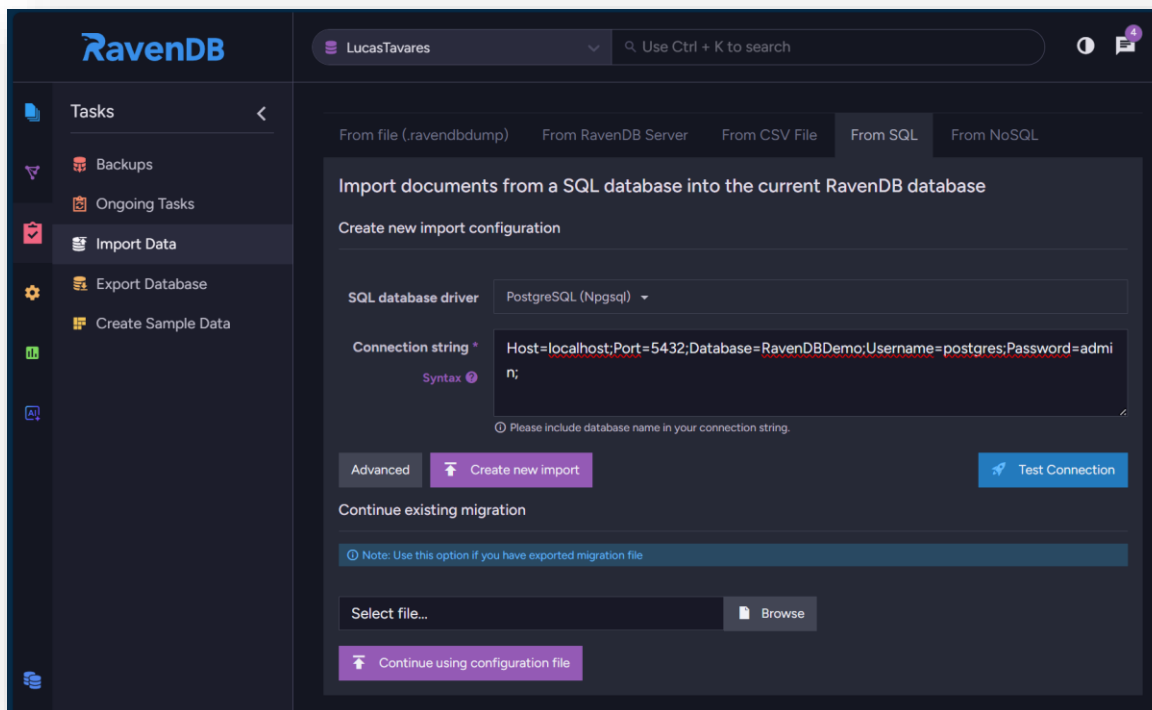 RavenDB
LucasTavares
Use Ctrl + K to search
4
Tasks
Backups
Ongoing Tasks
Import Data
Export Database
Create Sample Data
From file (.ravendbdump) From RavenDB Server From CSV File From SQL From NoSQL
Import documents from a SQL database into the current RavenDB database
Create new import configuration
SQL database driver PostgreSQL (Npgsql)
Connection string * Host=localhost;Port=5432;Database=RavenDBDemo;Username=postgres;Password=admi
Syntax n;
Please include database name in your connection string.
Advanced Create new import Test Connection
Continue existing migration
Note: Use this option if you have exported migration file
Select file... Browse
Continue using configuration file
AI